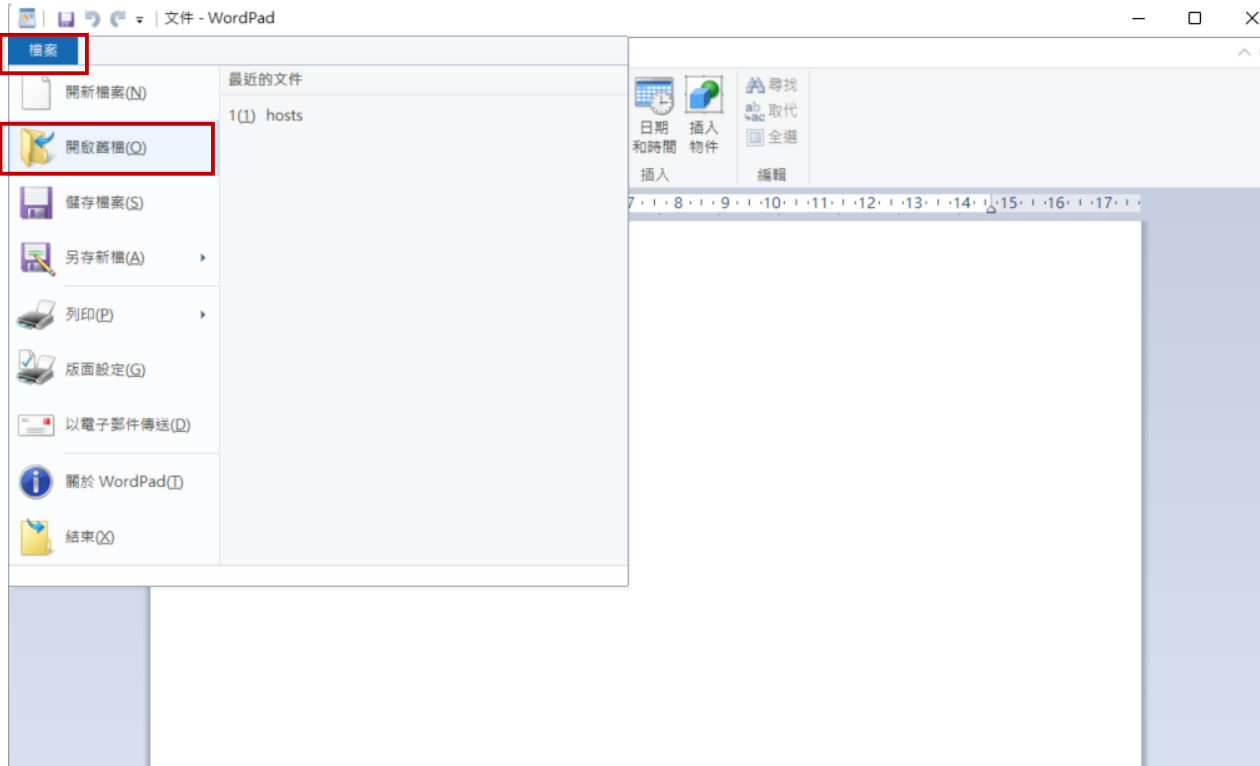 文件 - WordPad
檔案
最近的文件
1(1) hosts
開新檔案(N)
開啟舊檔(O)
儲存檔案(S)
另存新檔(A)
列印(P)
版面設定(G)
以電子郵件傳送(D)
關於 WordPad(T)
結束(X)
日期
和時間
插入
物件
插入
尋找
取代
全選
編輯
7 8 9 10 11 12 13 14 15 16 17